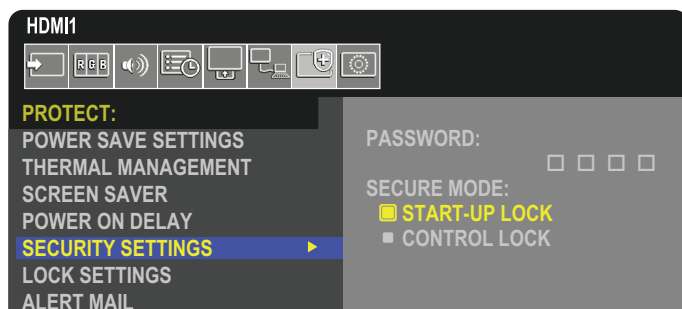 HDMI1
R G B
PROTECT:
POWER SAVE SETTINGS
THERMAL MANAGEMENT
SCREEN SAVER
POWER ON DELAY
SECURITY SETTINGS
LOCK SETTINGS
ALERT MAIL
PASSWORD:
SECURE MODE:
START-UP LOCK
CONTROL LOCK